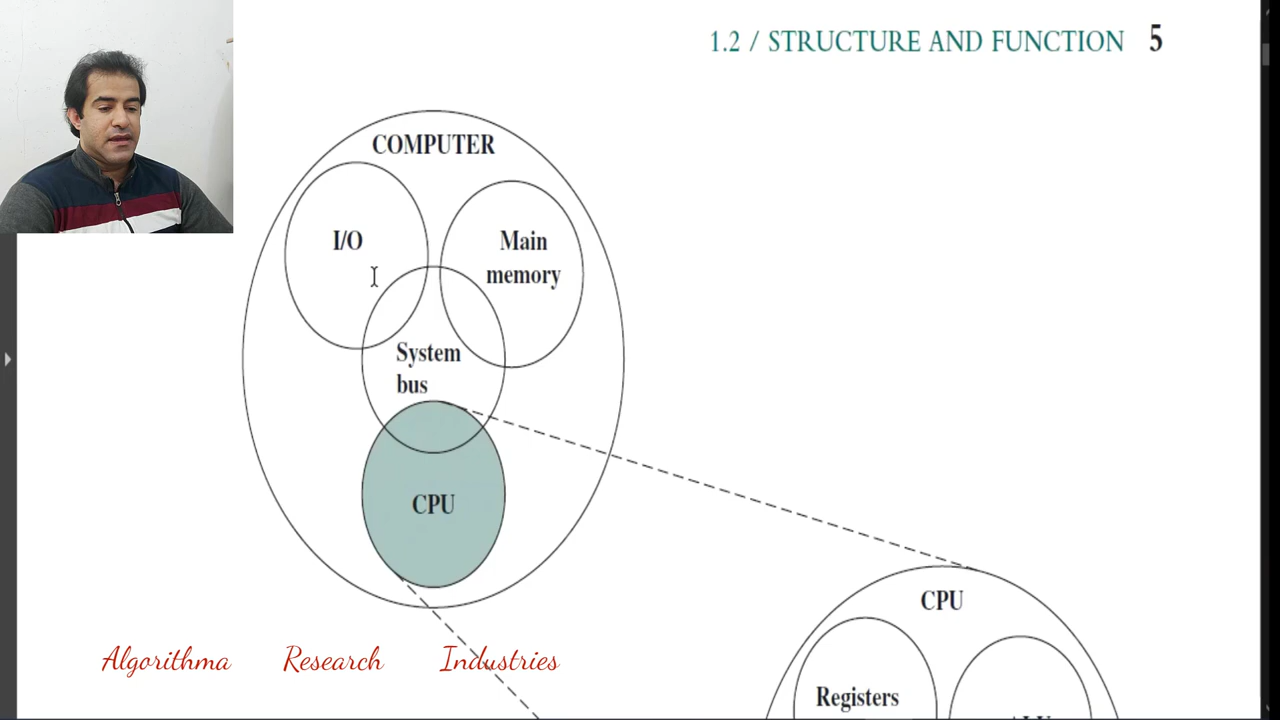 1.2 / STRUCTURE AND FUNCTION 5
COMPUTER
I/O
Main
memory
System
bus
CPU
CPU
Registers
Algorithma Research Industries